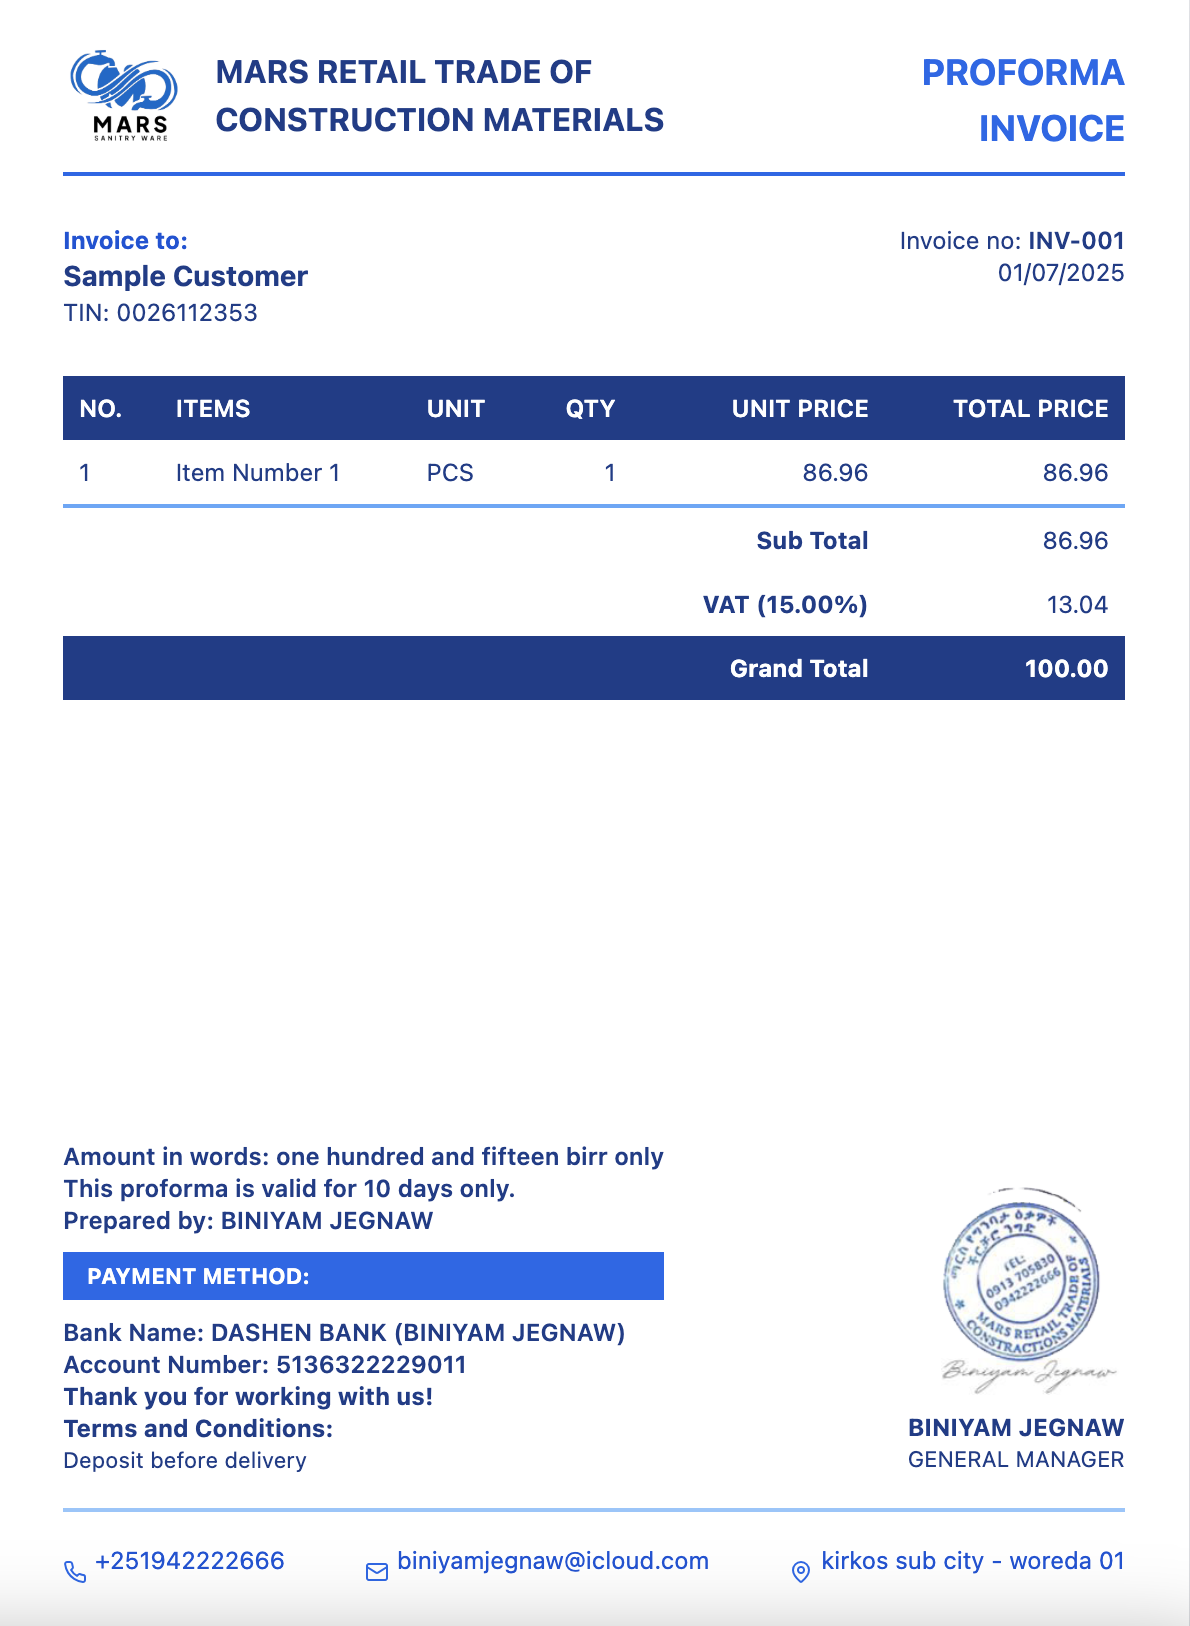 MARS
SANITRY WARE
MARS RETAIL TRADE OF
CONSTRUCTION MATERIALS
PROFORMA
INVOICE
Invoice to:
Sample Customer
TIN: 0026112353
Invoice no: INV-001
01/07/2025
NO. ITEMS UNIT QTY UNIT PRICE TOTAL PRICE
1 Item Number 1 PCS 1 86.96 86.96
Sub Total 86.96
VAT (15.00%) 13.04
Grand Total 100.00
Amount in words: one hundred and fifteen birr only
This proforma is valid for 10 days only.
Prepared by: BINIYAM JEGNAW
PAYMENT METHOD:
Bank Name: DASHEN BANK (BINIYAM JEGNAW)
Account Number: 5136322229011
Thank you for working with us!
Terms and Conditions:
Deposit before delivery
TEL:
0913 705830
0942222666
MARS RETAIL TRADE OF
CONSTRACTIONS MATERIALS
Biniyam Jegnaw
BINIYAM JEGNAW
GENERAL MANAGER
+251942222666
biniyamjegnaw@icloud.com
kirkos sub city - woreda 01